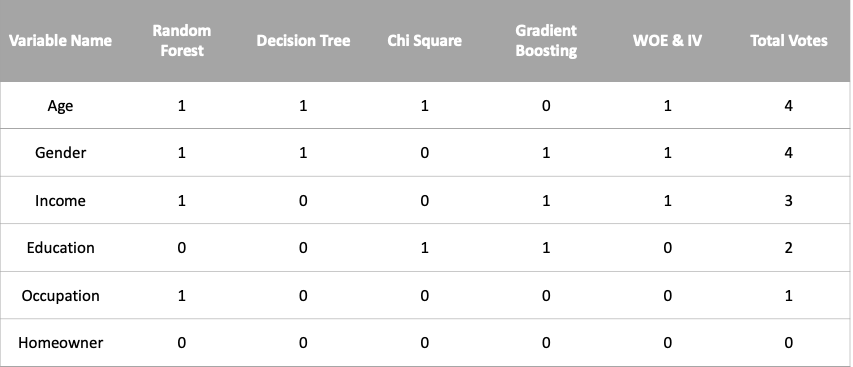 Variable Name Random Forest Decision Tree Chi Square Gradient Boosting WOE & IV Total Votes
Age 1 1 1 0 1 4
Gender 1 1 0 1 1 4
Income 1 0 0 1 1 3
Education 0 0 1 1 0 2
Occupation 1 0 0 0 0 1
Homeowner 0 0 0 0 0 0